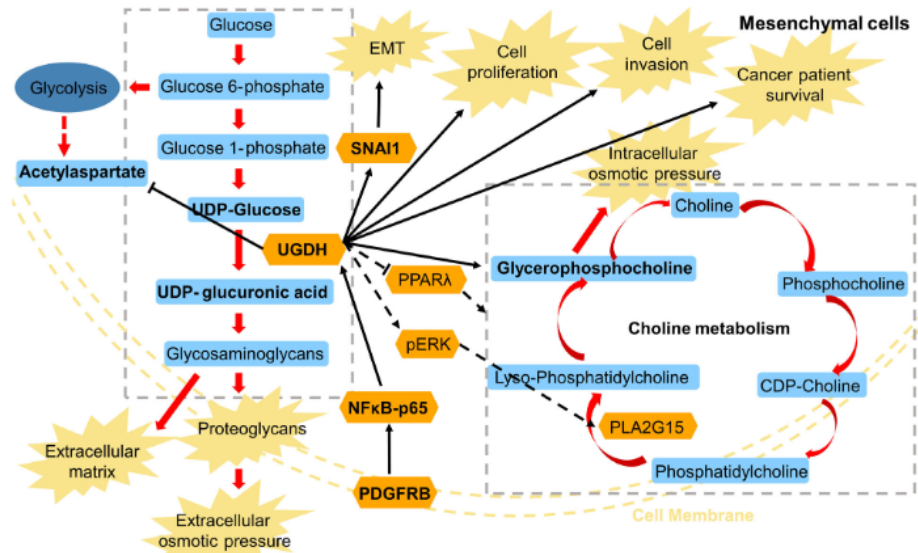 Glucose
Glucose 6-phosphate
Glycolysis
Glucose 1-phosphate
Acetylaspartate
UDP-Glucose
UGDH
UDP- glucuronic acid
Glycosaminoglycans
Proteoglycans
Extracellular
matrix
Extracellular
osmotic pressure
EMT
SNAI1
Cell
proliferation
Cell
invasion
Mesenchymal cells
Cancer patient
survival
Intracellular
osmotic pressure
NFκB-p65
PDGFRB
PPARλ
pERK
Choline
Glycerophosphocholine
Phosphocholine
Choline metabolism
Lyso-Phosphatidylcholine
CDP-Choline
PLA2G15
Phosphatidylcholine
Cell Membrane